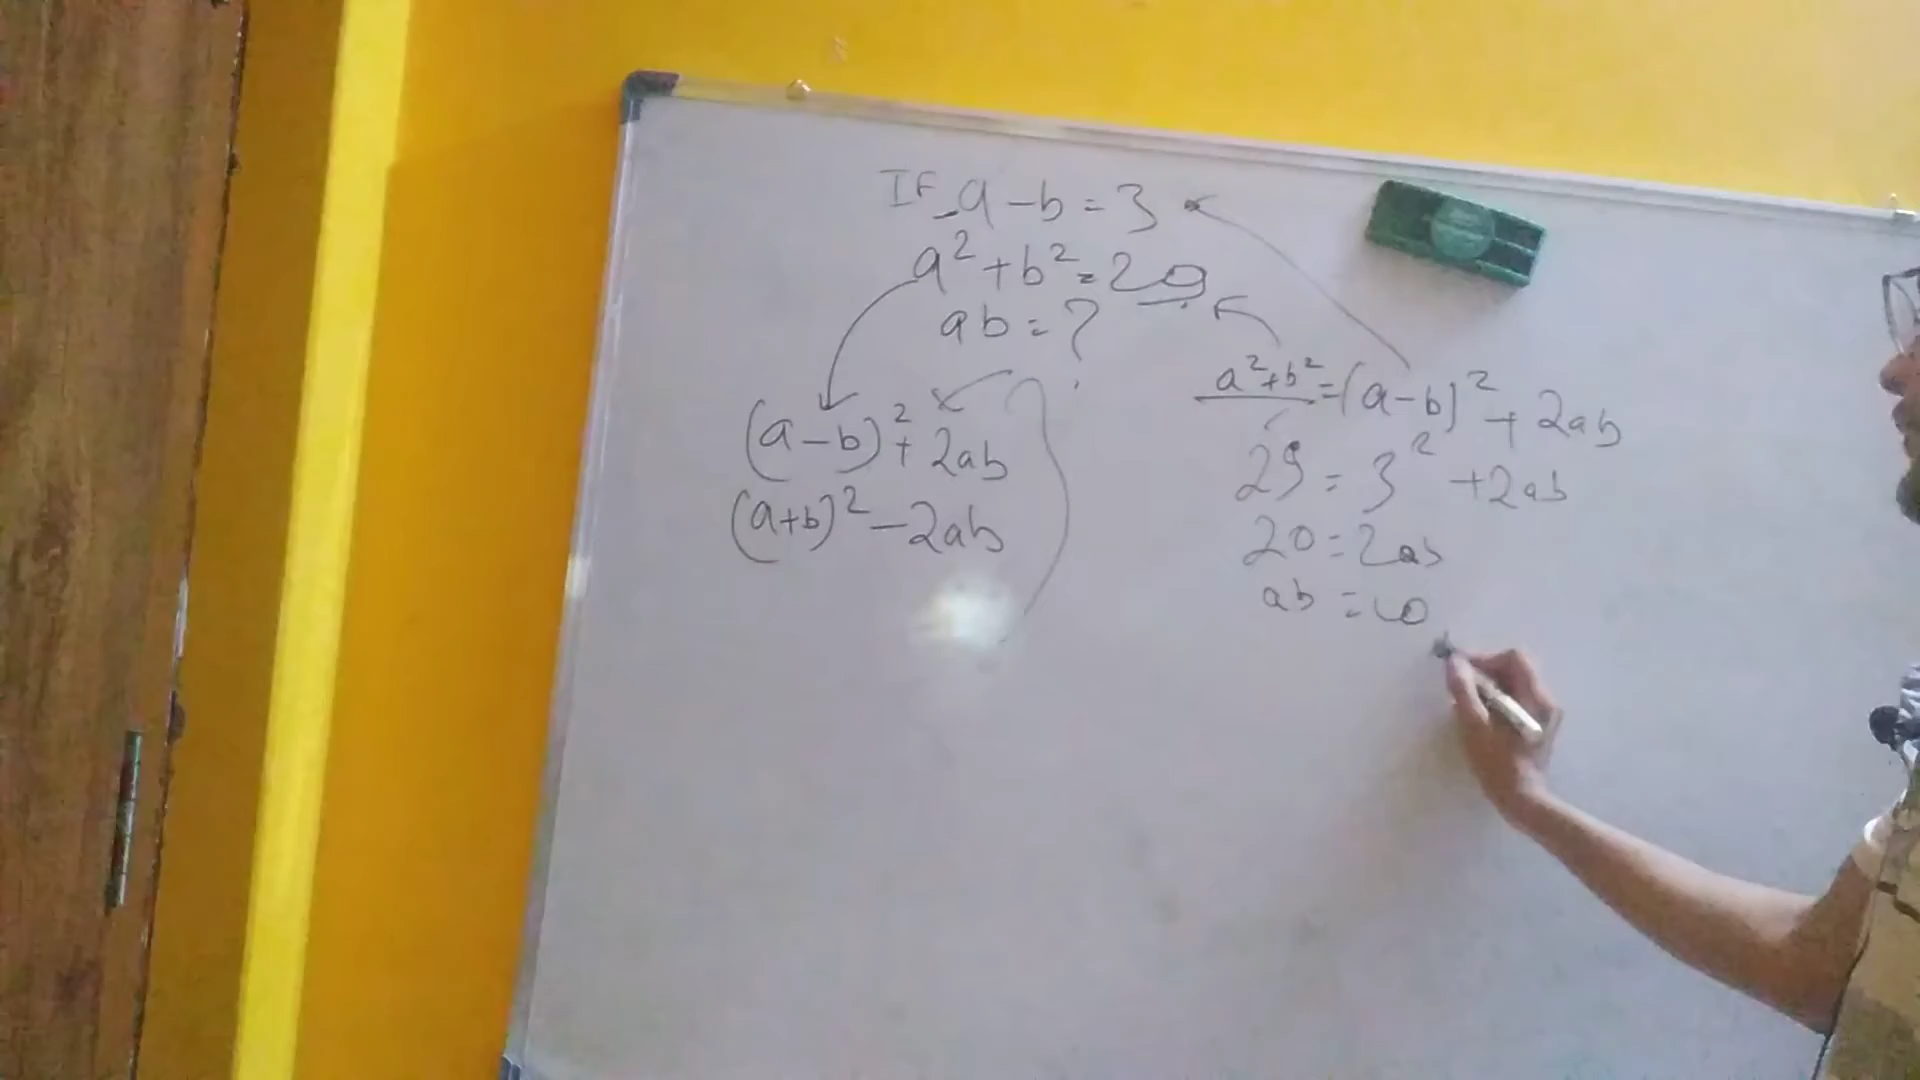 IF a-b=3
a²+b²=29
ab=?
(a-b)²+2ab
(a+b)²-2ab
a²+b²=(a-b)²+2ab
29=3²+2ab
20=2ab
ab=10